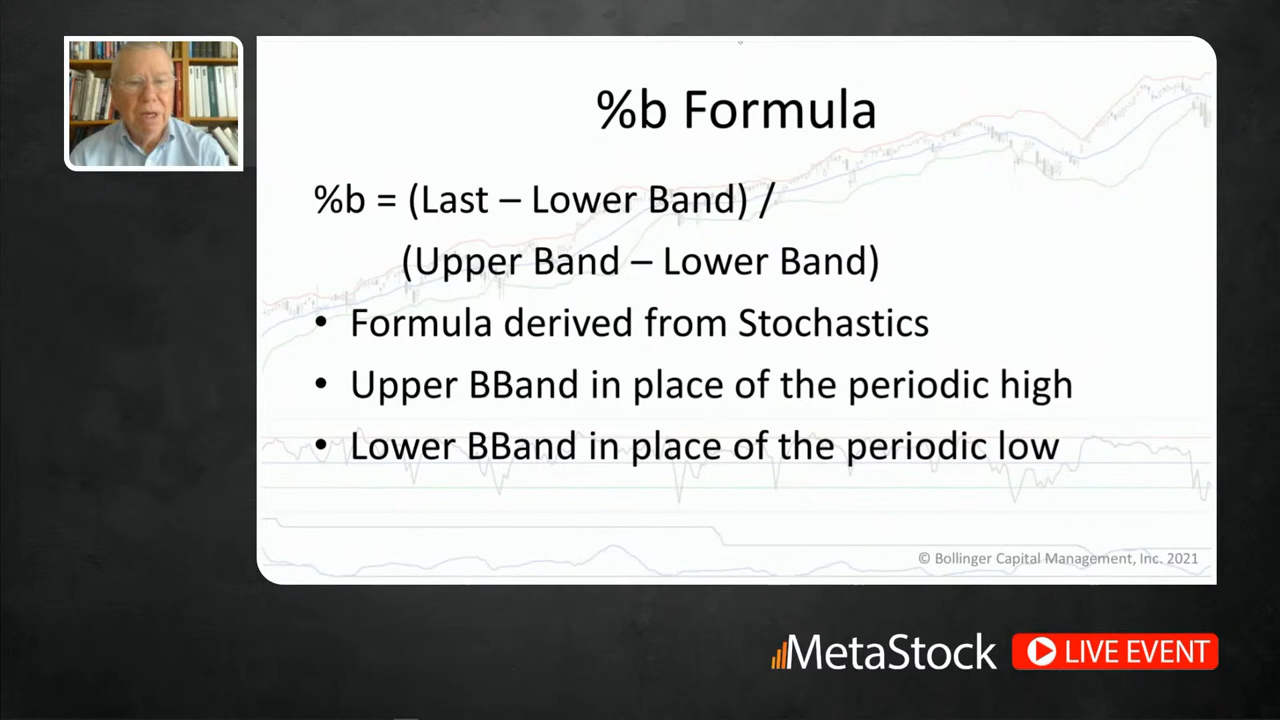 %b Formula
%b = (Last – Lower Band) /
(Upper Band – Lower Band)
• Formula derived from Stochastics
• Upper BBand in place of the periodic high
• Lower BBand in place of the periodic low
© Bollinger Capital Management, Inc. 2021
MetaStock LIVE EVENT